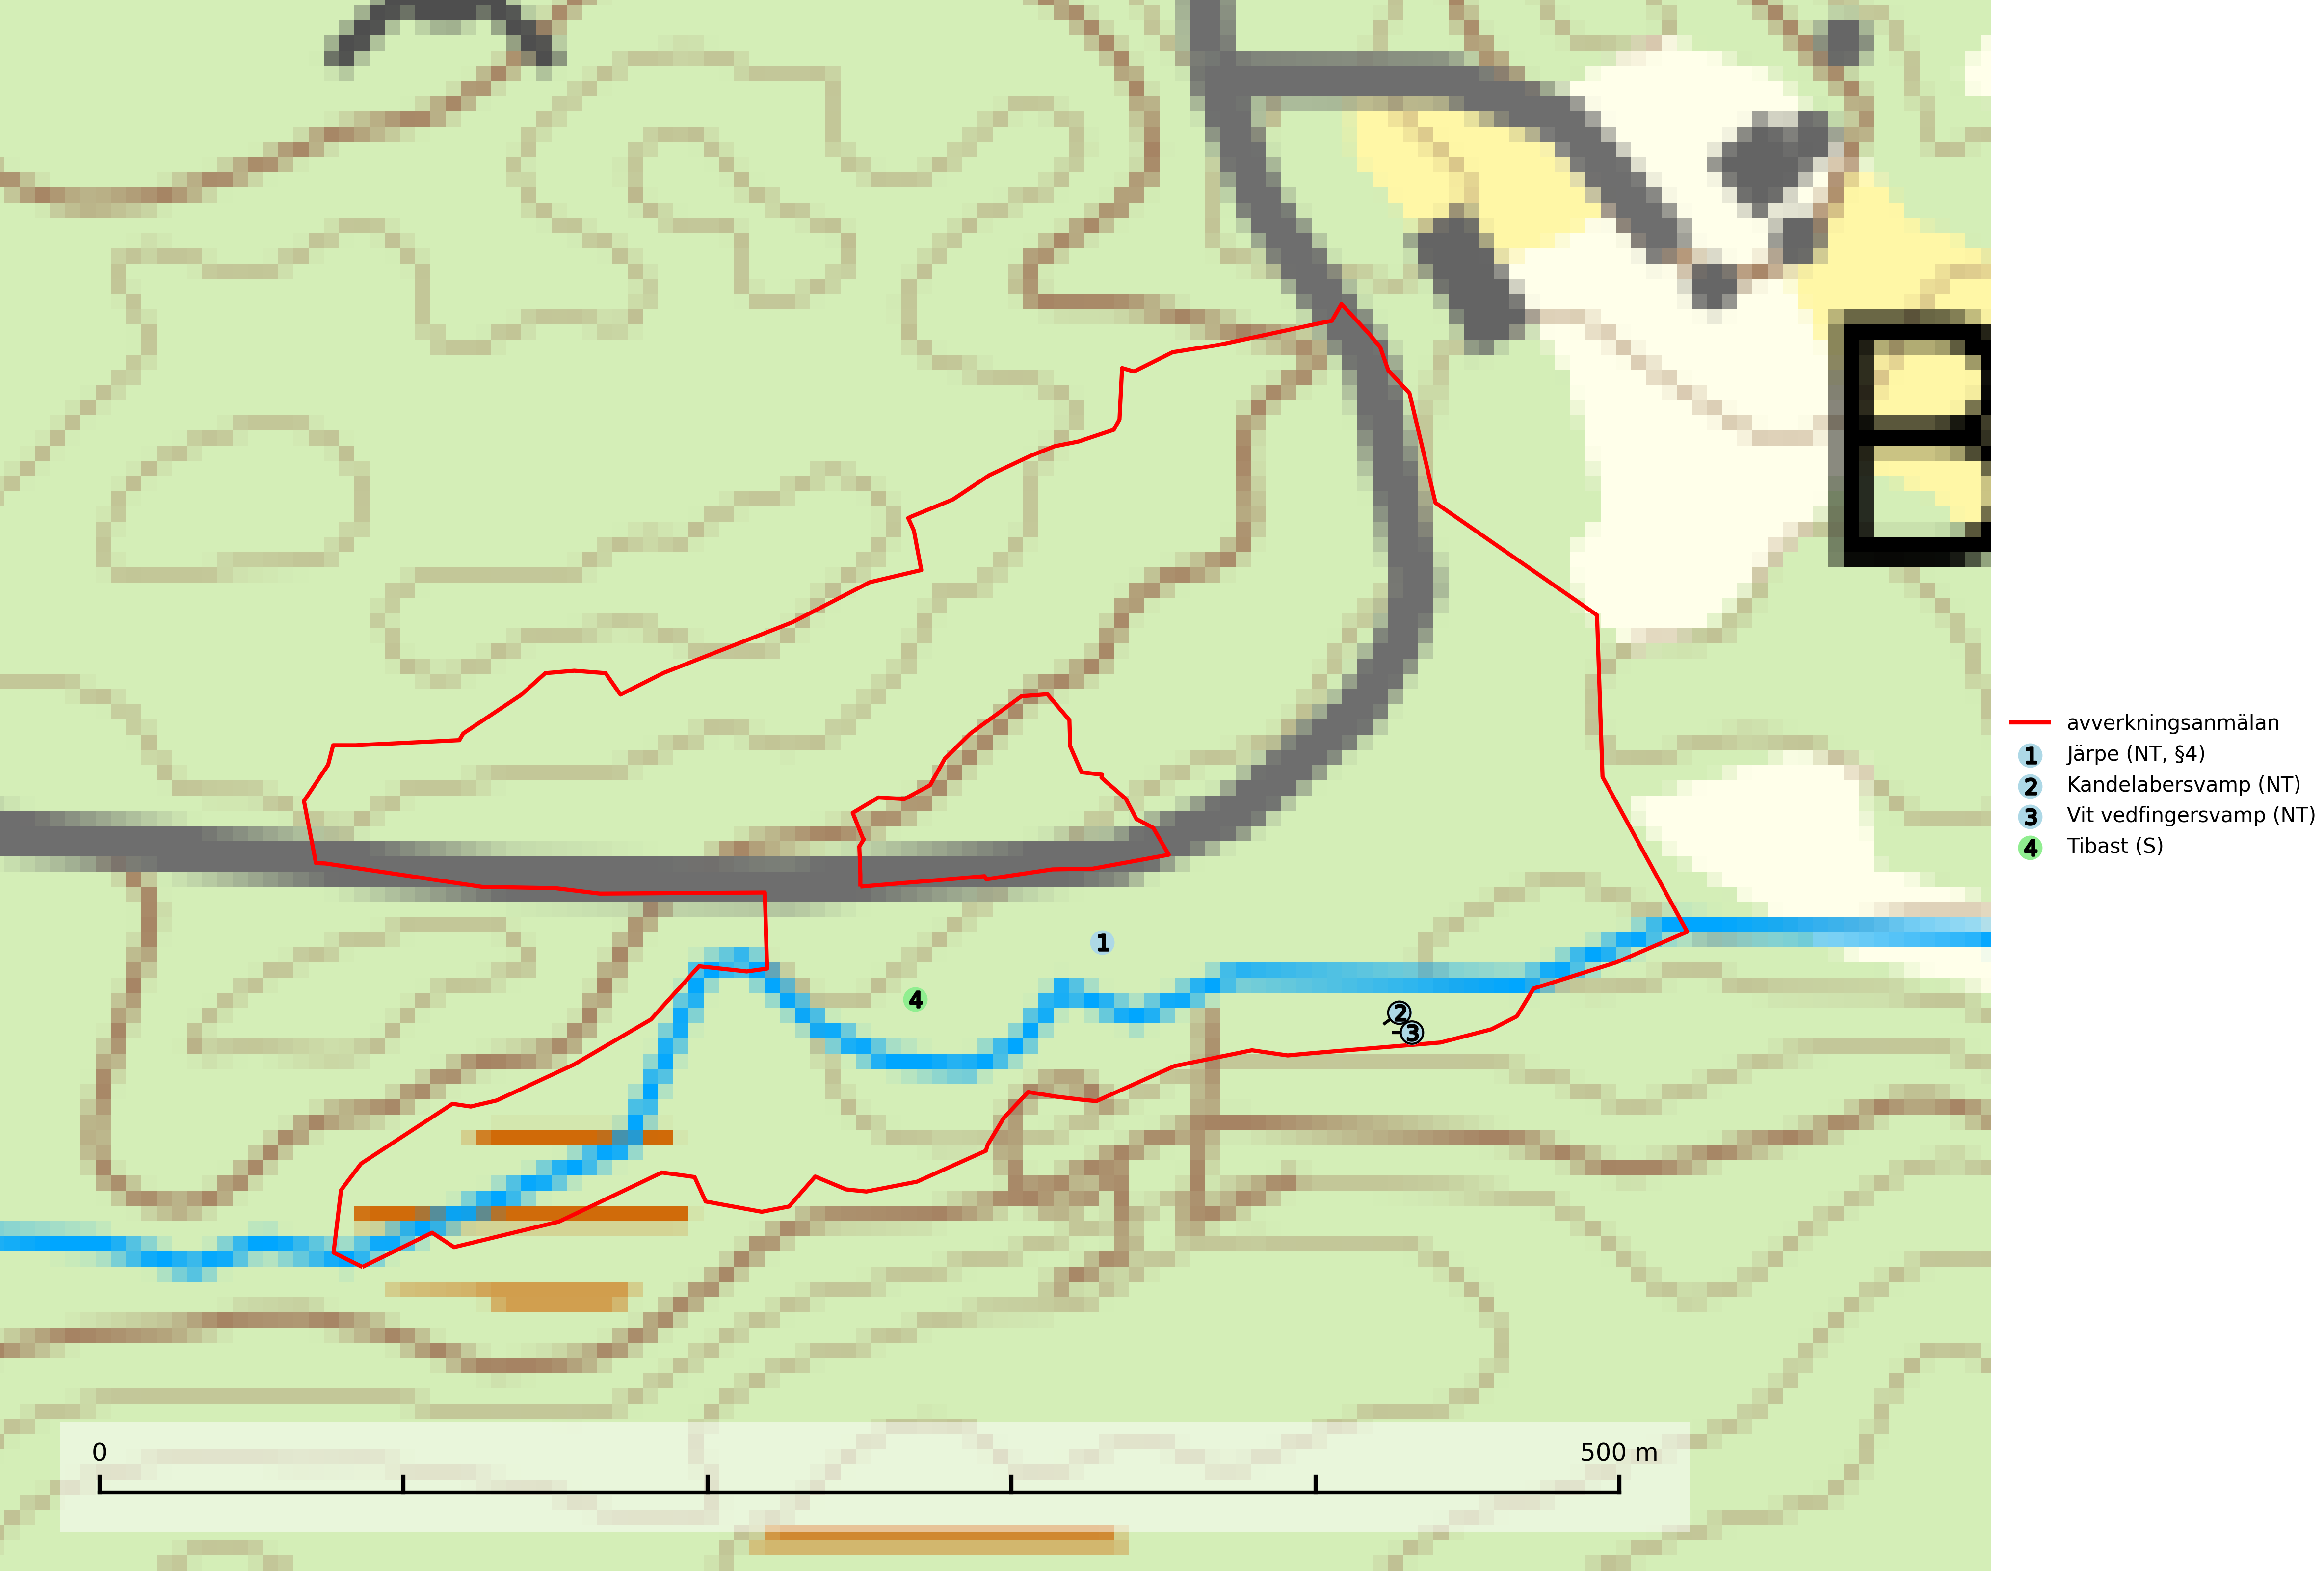 1
4
2
3
0
500 m
avverkningsanmälan
1 Järpe (NT, §4)
2 Kandelabersvamp (NT)
3 Vit vedfingersvamp (NT)
4 Tibast (S)